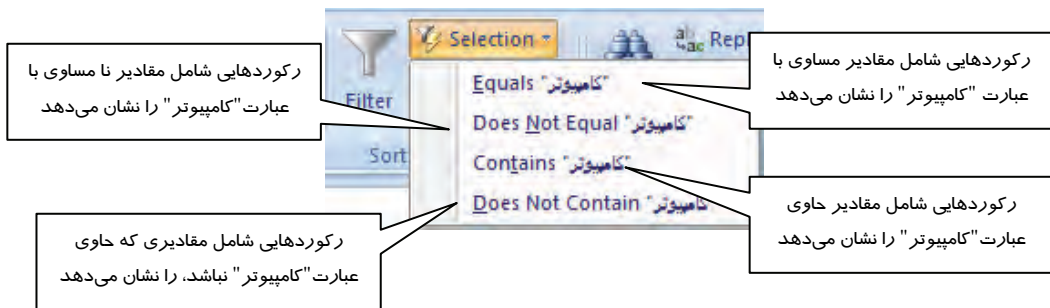 Selection
Repl
Filter
Sort
Equals "کامپیوتر"
Does Not Equal "کامپیوتر"
Contains "کامپیوتر"
Does Not Contain "کامپیوتر"
رکوردهایی شامل مقادیر نا مساوی با
عبارت"کامپیوتر" را نشان می‌دهد
رکوردهایی شامل مقادیر مساوی با
عبارت "کامپیوتر" را نشان می‌دهد
رکوردهایی شامل مقادیر حاوی
عبارت"کامپیوتر" را نشان می‌دهد
رکوردهایی شامل مقادیری که حاوی
عبارت"کامپیوتر" نباشد، را نشان می‌دهد